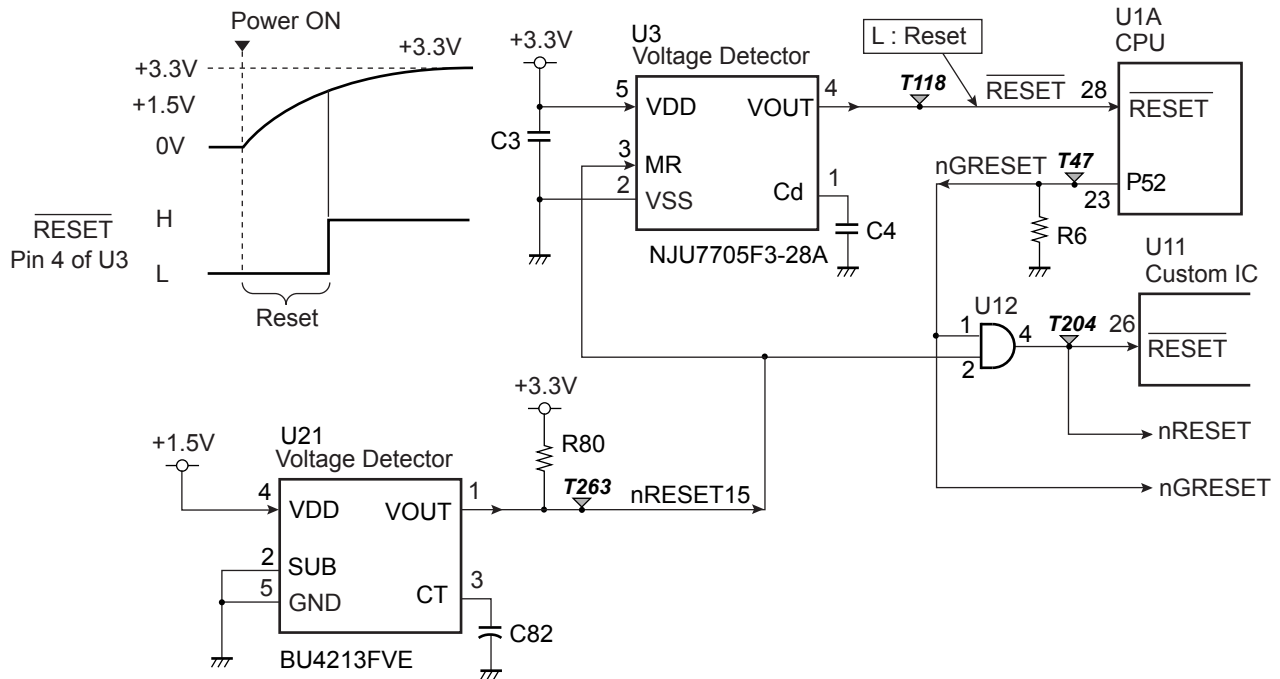 Power ON
+3.3V
+3.3V
+1.5V
0V
H
RESET
Pin 4 of U3
L
Reset
+3.3V
U3
Voltage Detector
5
VDD
VOUT
4
C3
3
MR
2
VSS
Cd
1
C4
NJU7705F3-28A
L : Reset
T118
RESET
28
U1A
CPU
RESET
nGRESET
T47
P52
23
R6
U11
Custom IC
U12
1
2
4
T204
26
RESET
nRESET
nGRESET
+3.3V
R80
+1.5V
U21
Voltage Detector
4
VDD
VOUT
1
T263
nRESET15
2
SUB
5
GND
CT
3
C82
BU4213FVE